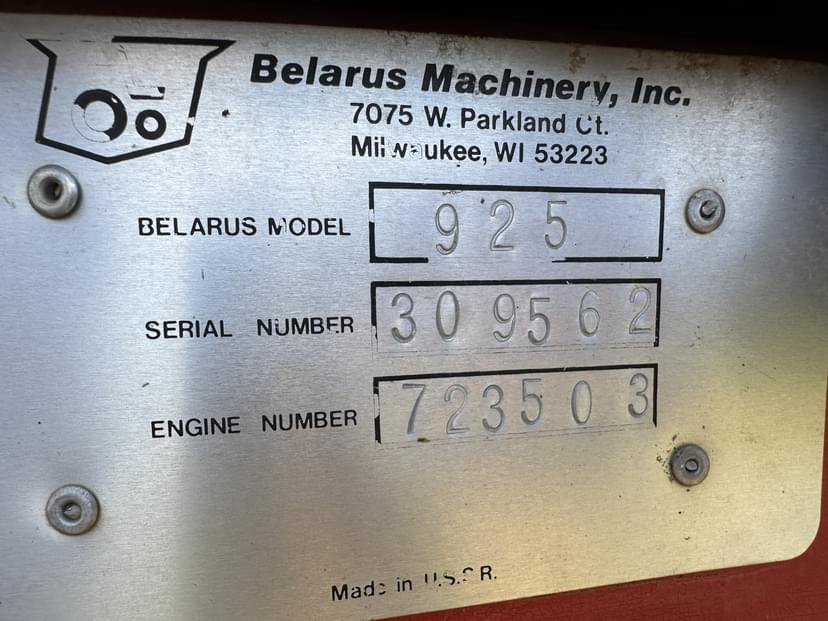 Belarus Machinery, Inc.
7075 W. Parkland Ct.
Milwaukee, WI 53223
BELARUS MODEL 925
SERIAL NUMBER 309562
ENGINE NUMBER 723503
Made in U.S.S.R.